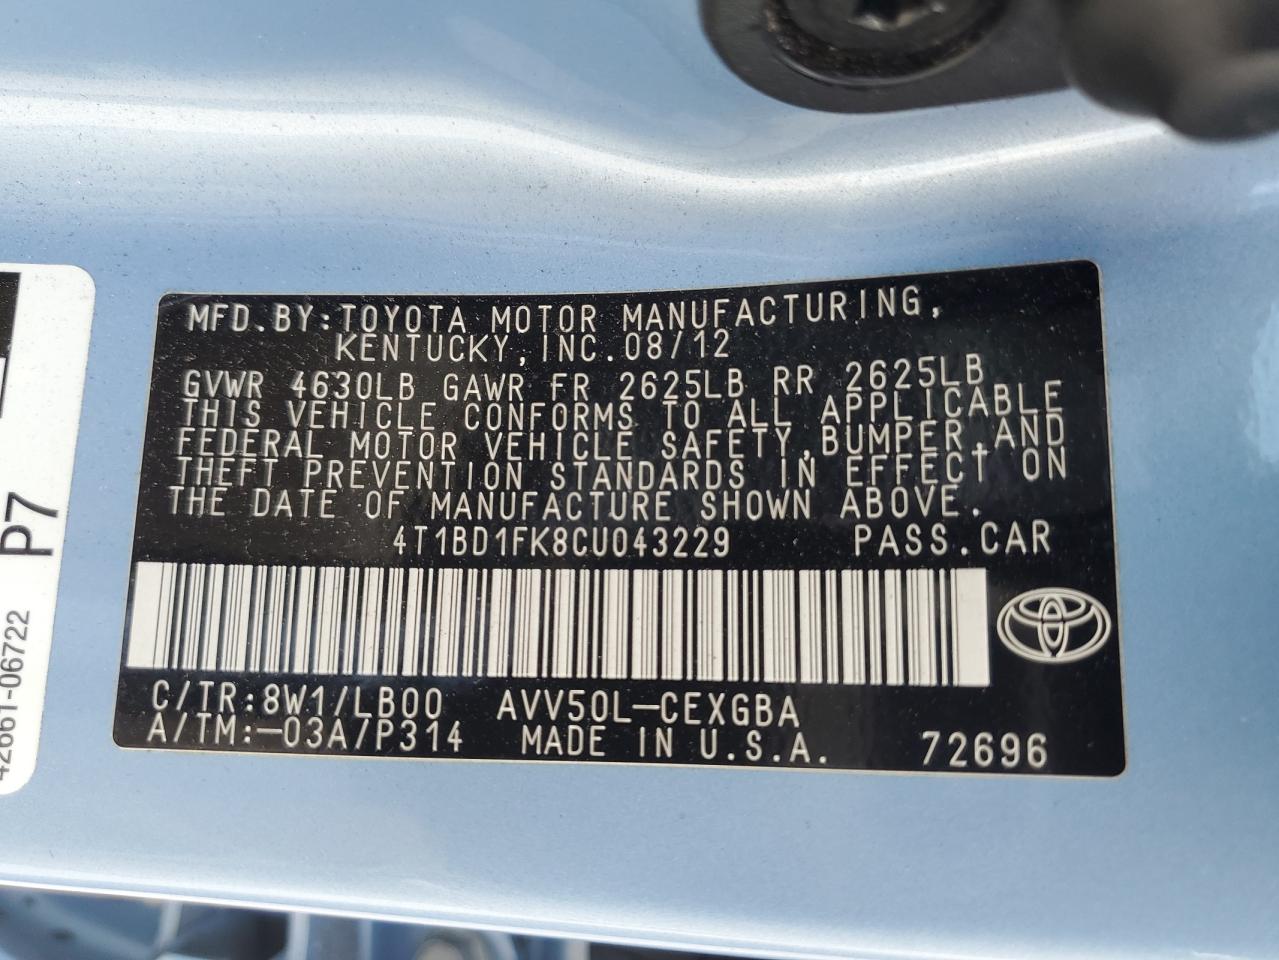 MFD.BY:TOYOTA MOTOR MANUFACTURING,
KENTUCKY,INC.08/12
GVWR 4630LB GAWR FR 2625LB RR 2625LB
THIS VEHICLE CONFORMS TO ALL APPLICABLE
FEDERAL MOTOR VEHICLE SAFETY,BUMPER,AND
THEFT PREVENTION STANDARDS IN EFFECT ON
THE DATE OF MANUFACTURE SHOWN ABOVE.
4T1BD1FK8CU043229 PASS.CAR
C/TR:8W1/LB00 AVV50L-CEXGBA
A/TM:-03A/P314 MADE IN U.S.A. 72696
P7
42661-06722